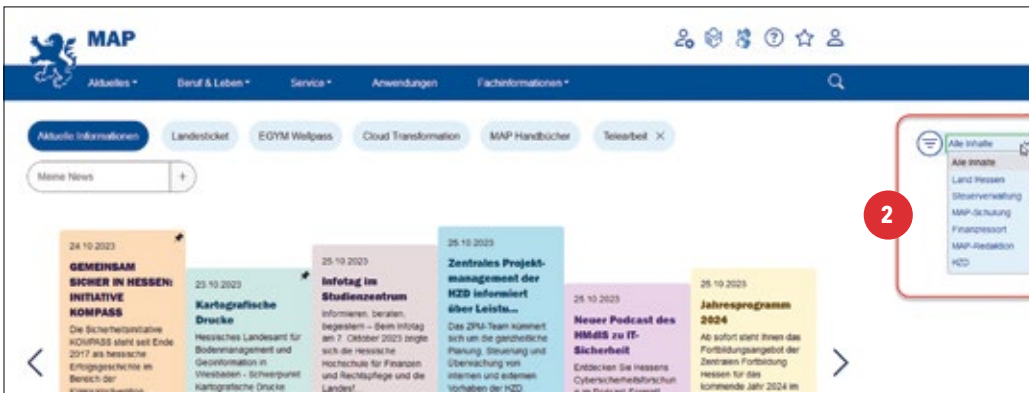 MAP
Aktuelles
Beruf & Leben
Service
Anwendungen
Fachinformationen
Aktuelle Informationen
Landesticket
EGYM Wellpass
Cloud Transformation
MAP Handbücher
Telearbeit ×
Meine News +
Alle Inhalte
Alle Inhalte
Land Hessen
Steuerverwaltung
MAP-Schulung
Finanzressort
MAP-Redaktion
HZD
2
24.10.2023
GEMEINSAM
SICHER IN HESSEN:
INITIATIVE
KOMPASS
Die Sicherheitsinitiative
KOMPASS steht seit Ende
2017 als hessische
Erfolgsgeschichte im
Bereich der
Kriminalprävention
23.10.2023
Kartografische
Drucke
Hessisches Landesamt für
Bodenmanagement und
Geoinformation in
Wiesbaden - Schwerpunkt
Kartografische Drucke
25.10.2023
Infotag im
Studienzentrum
Informieren, beraten,
begeistern – Beim Infotag
am 7. Oktober 2023 zeigte
sich die Hessische
Hochschule für Finanzen
und Rechtspflege und die
Landesf...
25.10.2023
Zentrales Projekt-
management der
HZD informiert
über Leistu...
Das ZPM-Team kümmert
sich um die ganzheitliche
Planung, Steuerung und
Überwachung von
internen und externen
Vorhaben der HZD
25.10.2023
Neuer Podcast des
HMdIS zu IT-
Sicherheit
Entdecken Sie Hessens
Cybersicherheitsforschun
25.10.2023
Jahresprogramm
2024
Ab sofort steht Ihnen das
Fortbildungsangebot der
Zentralen Fortbildung
Hessen für das
kommende Jahr 2024 im